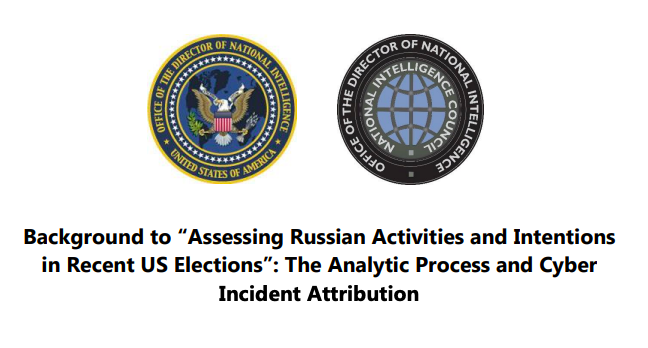 OFFICE OF THE DIRECTOR OF NATIONAL INTELLIGENCE
UNITED STATES OF AMERICA
OFFICE OF THE DIRECTOR OF NATIONAL INTELLIGENCE
NATIONAL INTELLIGENCE COUNCIL
Background to “Assessing Russian Activities and Intentions
in Recent US Elections”: The Analytic Process and Cyber
Incident Attribution